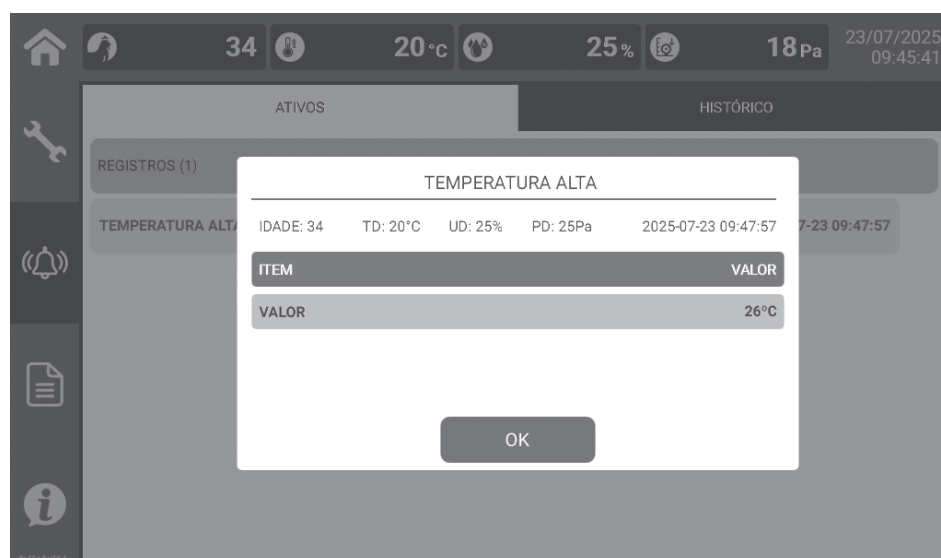 34 20°C 25% 18Pa 23/07/2025
09:45:41
ATIVOS HISTÓRICO
REGISTROS (1)
TEMPERATURA ALTA 7-23 09:47:57
TEMPERATURA ALTA
IDADE: 34 TD: 20°C UD: 25% PD: 25Pa 2025-07-23 09:47:57
ITEM VALOR
VALOR 26ºC
OK